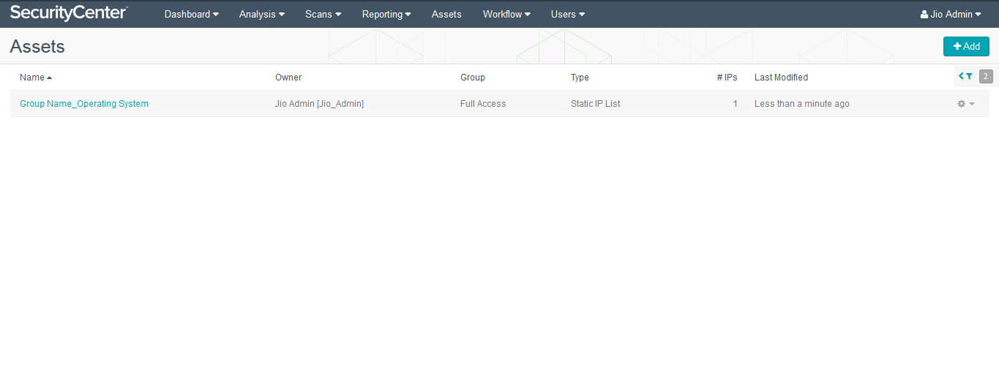 SecurityCenter™ Dashboard Analysis Scans Reporting Assets Workflow Users Jio Admin
Assets
+ Add
Name Owner Group Type # IPs Last Modified 2
Group Name_Operating System Jio Admin [Jio_Admin] Full Access Static IP List 1 Less than a minute ago